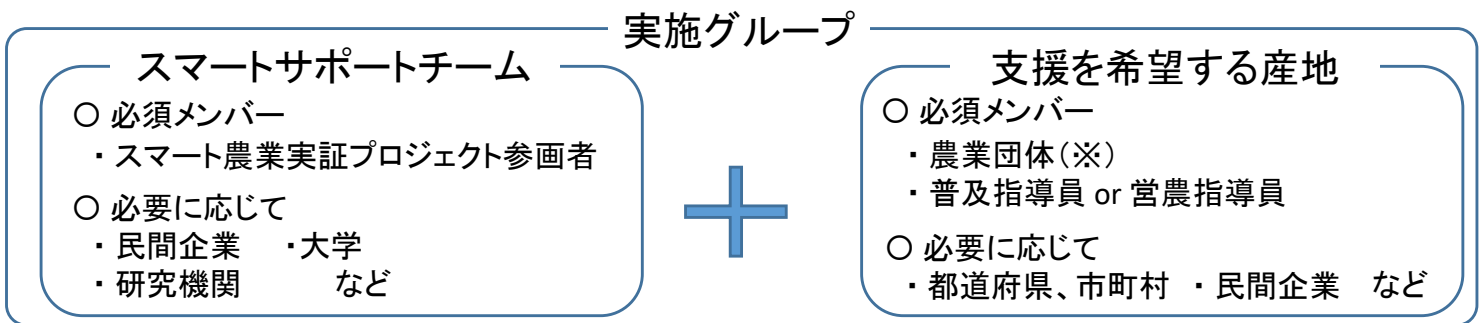 実施グループ
スマートサポートチーム
〇 必須メンバー
・スマート農業実証プロジェクト参画者
〇 必要に応じて
・民間企業　・大学
・研究機関　　　など
支援を希望する産地
〇 必須メンバー
・農業団体(※)
・普及指導員 or 営農指導員
〇 必要に応じて
・都道府県、市町村　・民間企業　など